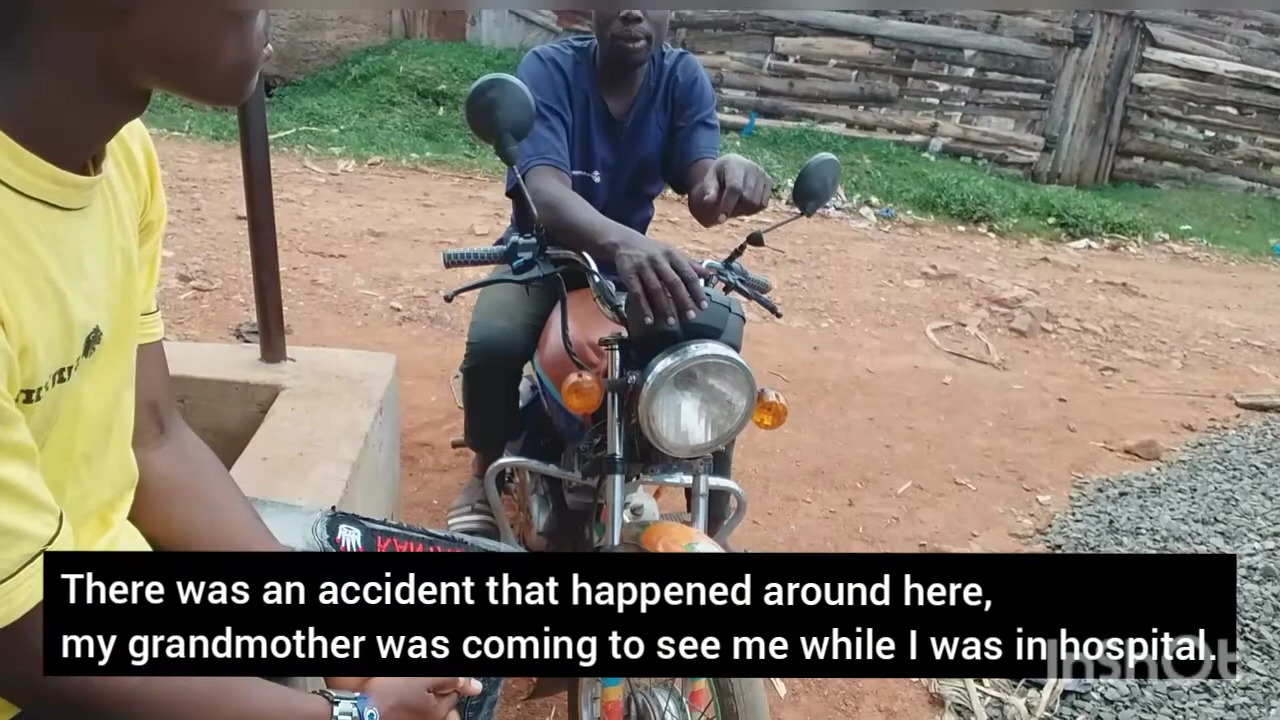 There was an accident that happened around here,
my grandmother was coming to see me while I was in hospital.
InShOt